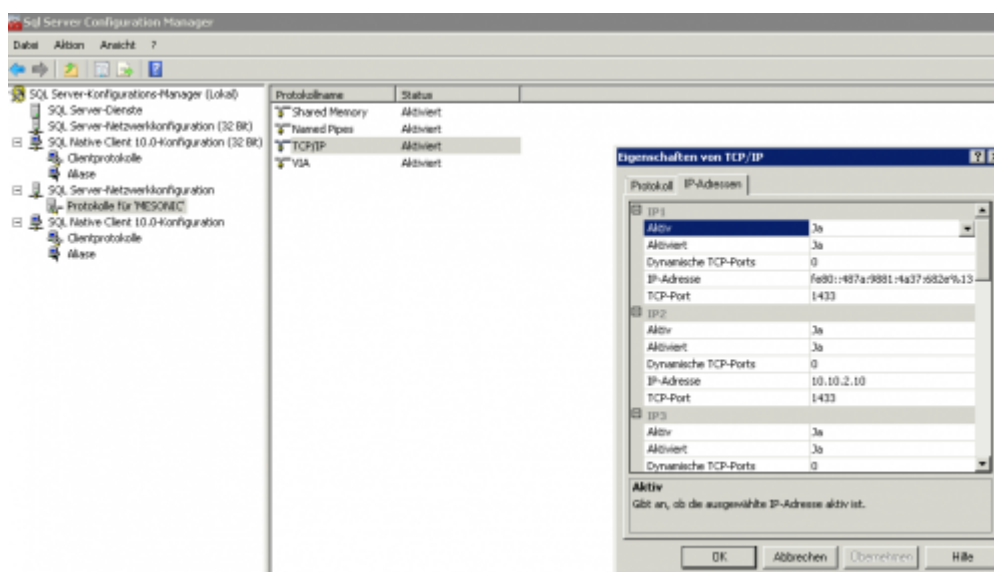 Sql Server Configuration Manager
Datei Aktion Ansicht ?
SQL Server-Konfigurations-Manager (Lokal)
SQL Server-Dienste
SQL Server-Netzwerkkonfiguration (32 Bit)
SQL Native Client 10.0-Konfiguration (32 Bit)
Clientprotokolle
Aliase
SQL Server-Netzwerkkonfiguration
Protokolle für 'MESONIC'
SQL Native Client 10.0-Konfiguration
Clientprotokolle
Aliase
Protokollname Status
Shared Memory Aktiviert
Named Pipes Aktiviert
TCP/IP Aktiviert
VIA Aktiviert
Eigenschaften von TCP/IP
Protokoll IP-Adressen
IP1
Aktiv Ja
Aktiviert Ja
Dynamische TCP-Ports 0
IP-Adresse fe80::487a:9881:4a37:682e%13
TCP-Port 1433
IP2
Aktiv Ja
Aktiviert Ja
Dynamische TCP-Ports 0
IP-Adresse 10.10.2.10
TCP-Port 1433
IP3
Aktiv Ja
Aktiviert Ja
Dynamische TCP-Ports 0
Aktiv
Gibt an, ob die ausgewählte IP-Adresse aktiv ist.
OK Abbrechen Übernehmen Hilfe